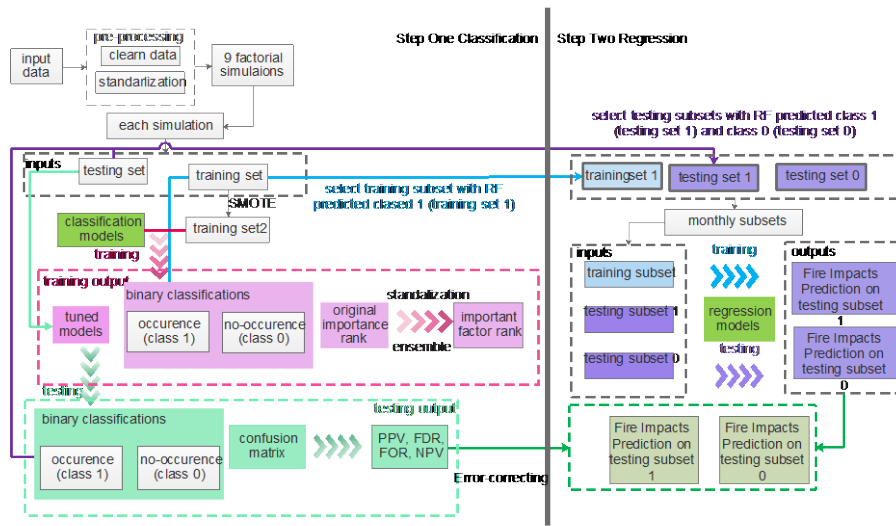 Step One Classification
Step Two Regression
pre-processing
input
data
clearn data
standarlization
9 factorial
simulaions
each simulation
select testing subsets with RF predicted class 1
(testing set 1) and class 0 (testing set 0)
inputs
testing set
training set
select training subset with RF
predicted clased 1 (training set 1)
trainingset 1
testing set 1
testing set 0
SMOTE
classification
models
training set2
training
monthly subsets
training output
tuned
models
binary classifications
occurence
(class 1)
no-occurence
(class 0)
original
importance
rank
standalization
ensemble
important
factor rank
inputs
training subset
testing subset 1
testing subset 0
training
regression
models
testing
outputs
Fire Impacts
Prediction on
testing subset
1
Fire Impacts
Prediction on
testing subset
0
testing
testing output
binary classifications
occurence
(class 1)
no-occurence
(class 0)
confusion
matrix
PPV, FDR,
FOR, NPV
Error-correcting
Fire Impacts
Prediction on
testing subset
1
Fire Impacts
Prediction on
testing subset
0